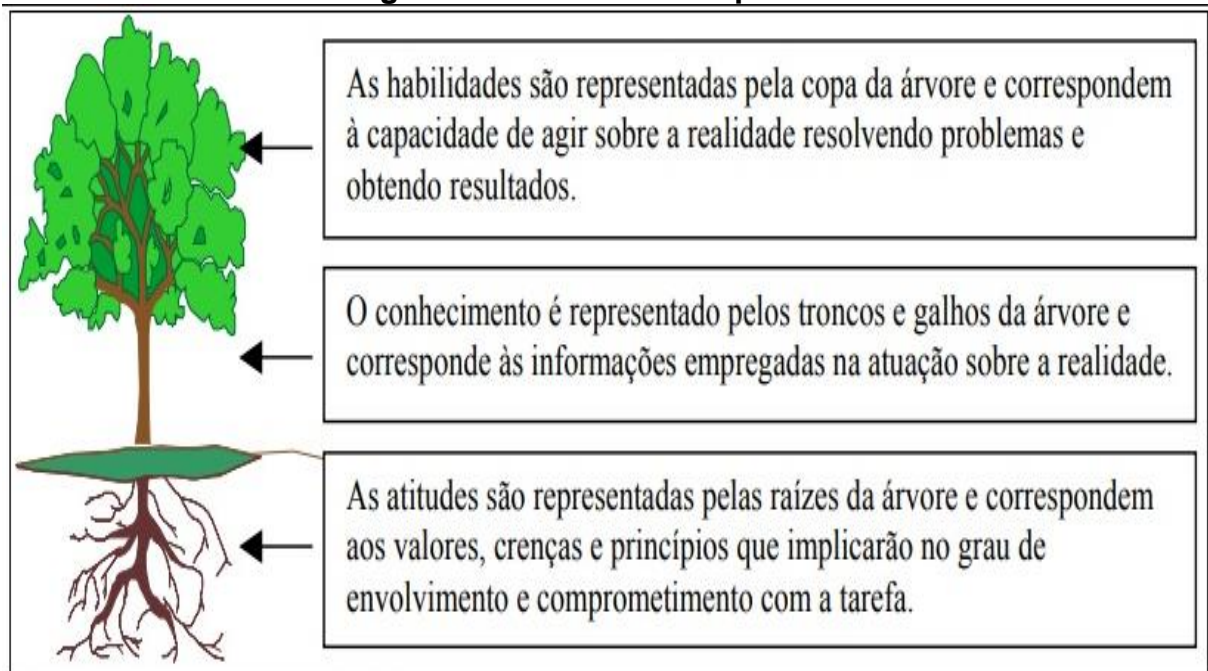 As habilidades são representadas pela copa da árvore e correspondem
à capacidade de agir sobre a realidade resolvendo problemas e
obtendo resultados.
O conhecimento é representado pelos troncos e galhos da árvore e
corresponde às informações empregadas na atuação sobre a realidade.
As atitudes são representadas pelas raízes da árvore e correspondem
aos valores, crenças e princípios que implicarão no grau de
envolvimento e comprometimento com a tarefa.